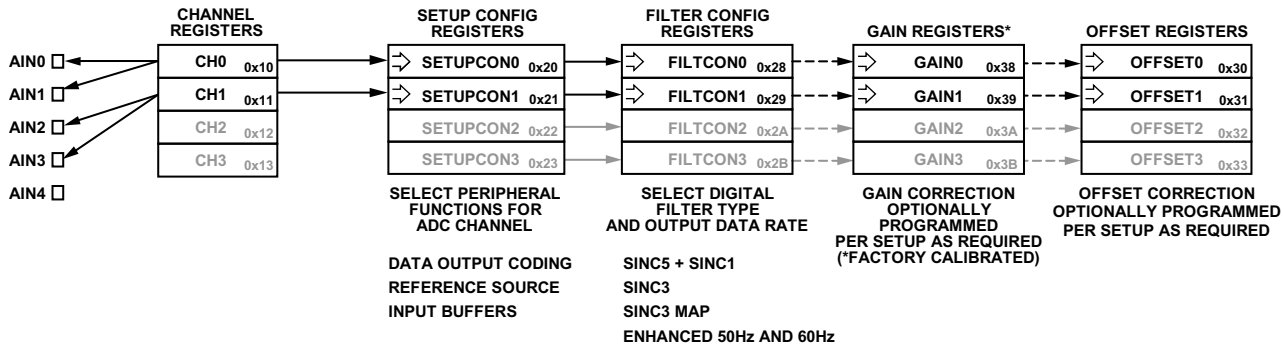 CHANNEL
REGISTERS
SETUP CONFIG
REGISTERS
FILTER CONFIG
REGISTERS
GAIN REGISTERS*
OFFSET REGISTERS
AIN0
AIN1
AIN2
AIN3
AIN4
CH0 0x10
CH1 0x11
CH2 0x12
CH3 0x13
SETUPCON0 0x20
SETUPCON1 0x21
SETUPCON2 0x22
SETUPCON3 0x23
FILTCON0 0x28
FILTCON1 0x29
FILTCON2 0x2A
FILTCON3 0x2B
GAIN0 0x38
GAIN1 0x39
GAIN2 0x3A
GAIN3 0x3B
OFFSET0 0x30
OFFSET1 0x31
OFFSET2 0x32
OFFSET3 0x33
SELECT PERIPHERAL
FUNCTIONS FOR
ADC CHANNEL
DATA OUTPUT CODING
REFERENCE SOURCE
INPUT BUFFERS
SELECT DIGITAL
FILTER TYPE
AND OUTPUT DATA RATE
SINC5 + SINC1
SINC3
SINC3 MAP
ENHANCED 50Hz AND 60Hz
GAIN CORRECTION
OPTIONALLY
PROGRAMMED
PER SETUP AS REQUIRED
(*FACTORY CALIBRATED)
OFFSET CORRECTION
OPTIONALLY PROGRAMMED
PER SETUP AS REQUIRED